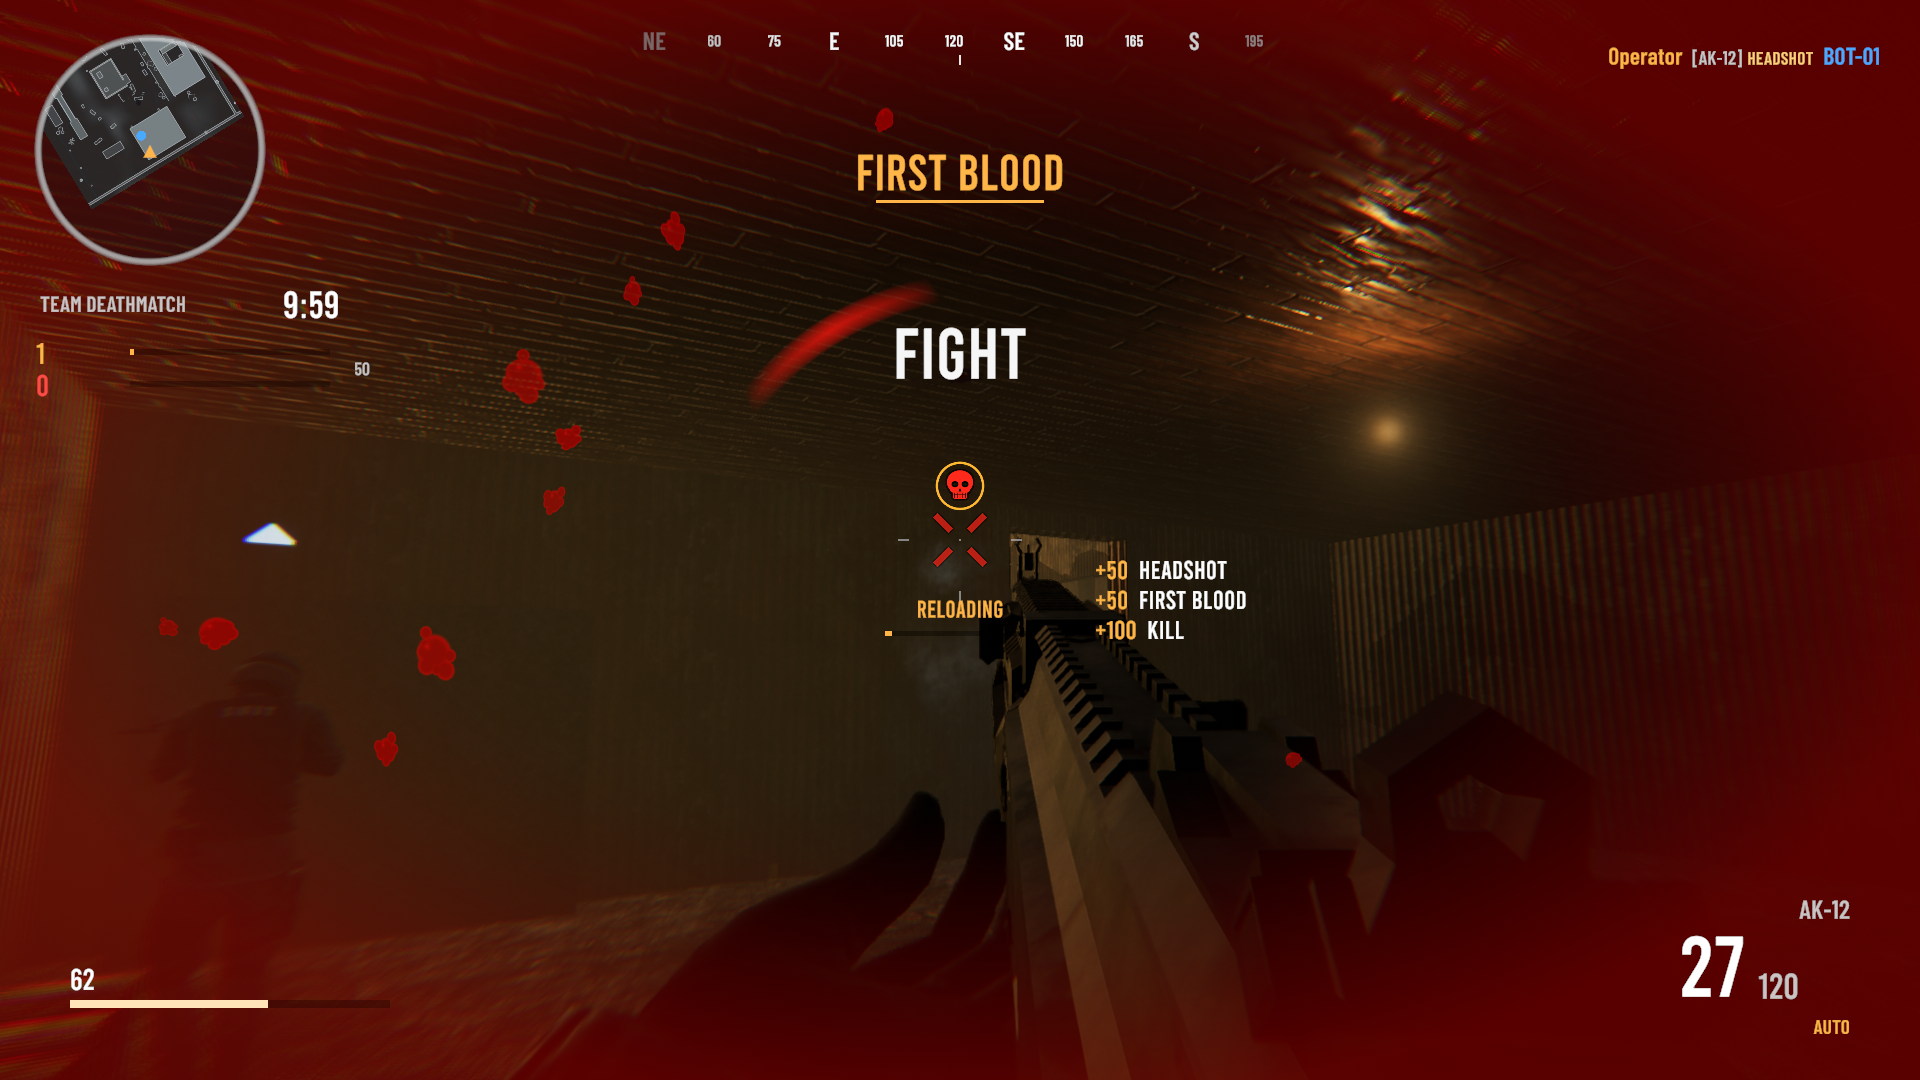 NE 60 75 E 105 120 SE 150 165 S 195
Operator [AK-12] HEADSHOT BOT-01
FIRST BLOOD
TEAM DEATHMATCH 9:59
1
50
0
FIGHT
+50 HEADSHOT
RELOADING
+50 FIRST BLOOD
+100 KILL
62
AK-12
27 120
AUTO